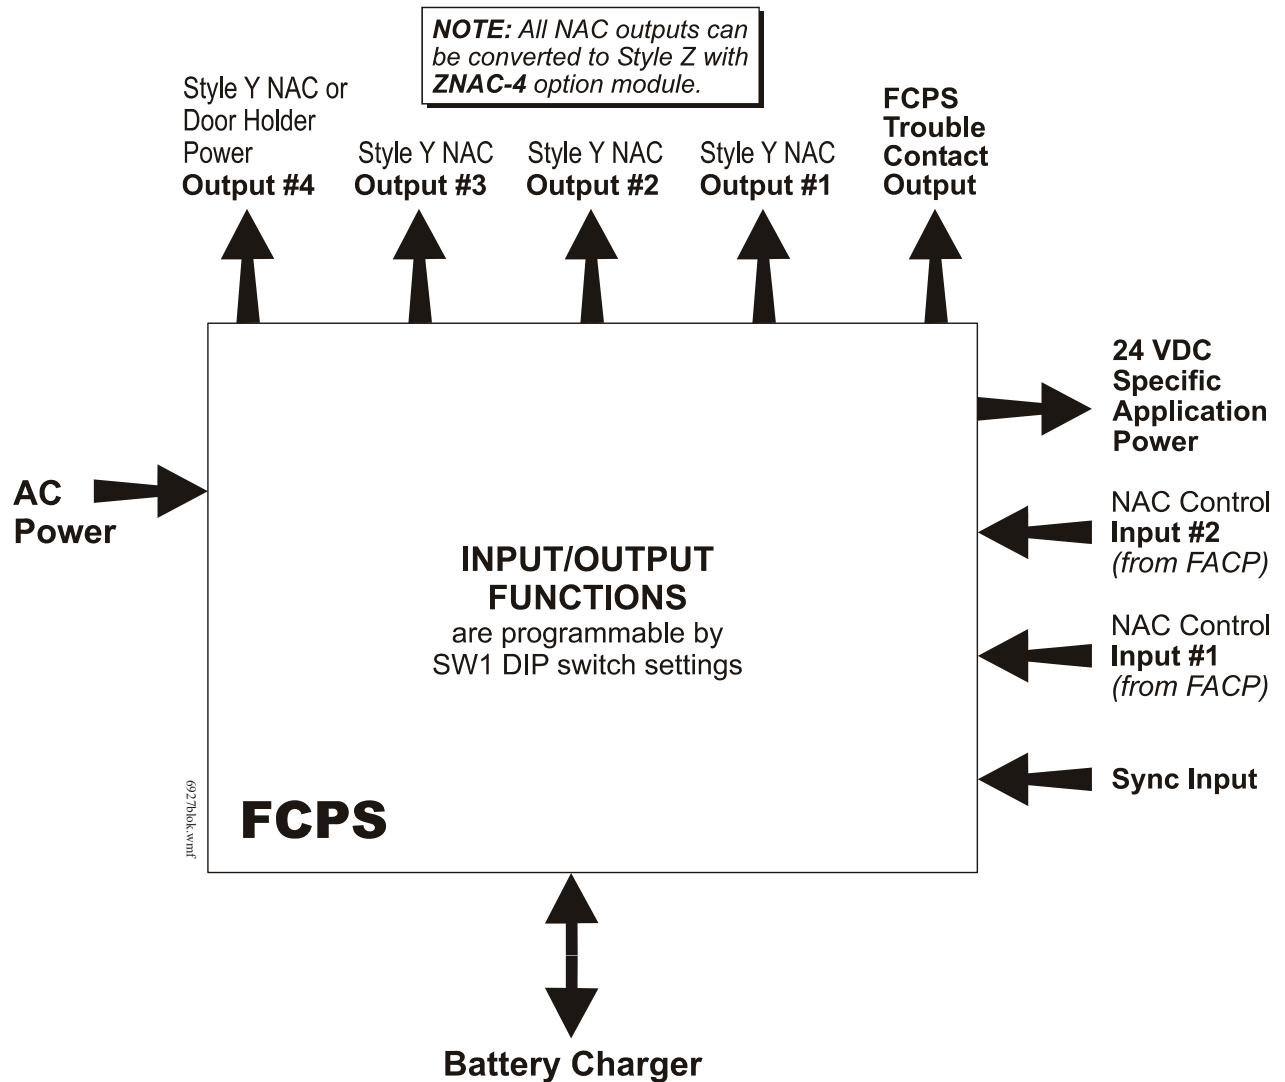 NOTE: All NAC outputs can
be converted to Style Z with
ZNAC-4 option module.
Style Y NAC or
Door Holder
Power
Output #4
Style Y NAC
Output #3
Style Y NAC
Output #2
Style Y NAC
Output #1
FCPS
Trouble
Contact
Output
24 VDC
Specific
Application
Power
AC
Power
NAC Control
Input #2
(from FACP)
INPUT/OUTPUT
FUNCTIONS
are programmable by
SW1 DIP switch settings
NAC Control
Input #1
(from FACP)
Sync Input
6927blok.wmf
FCPS
Battery Charger